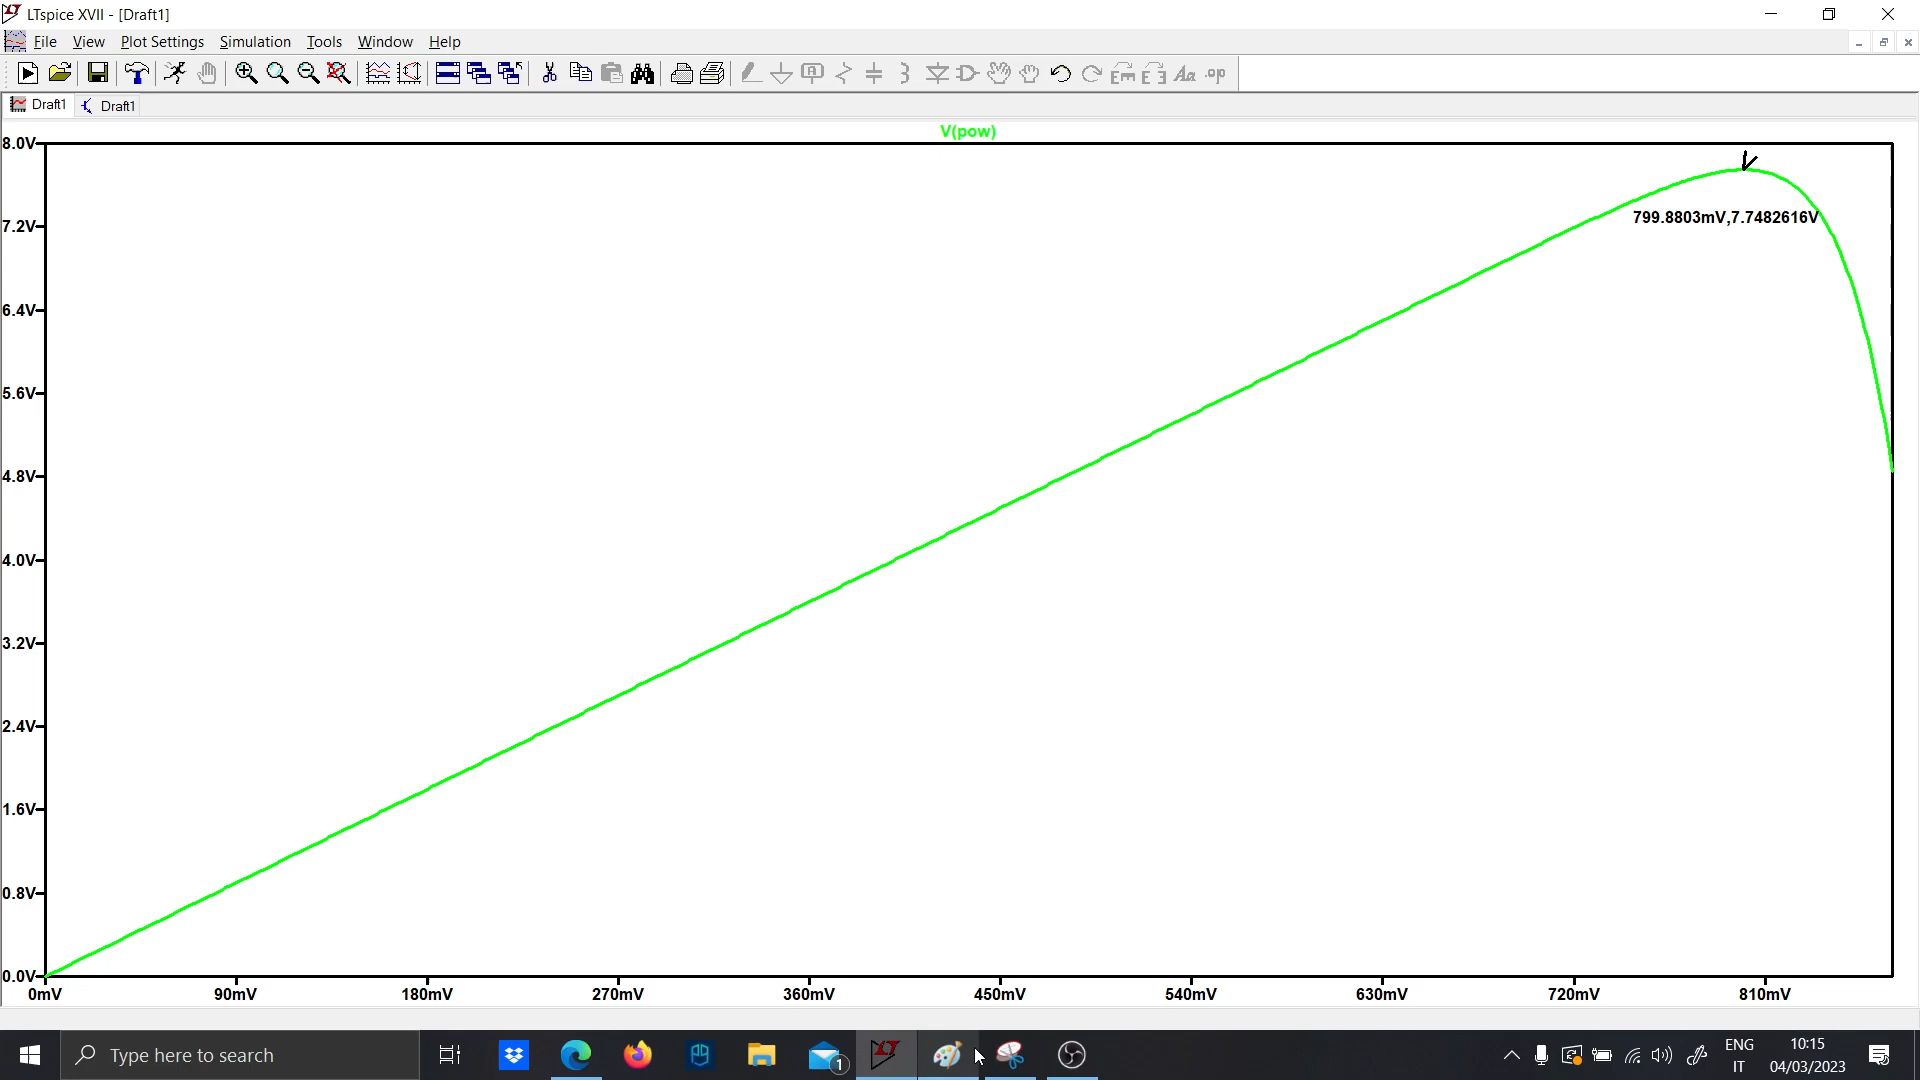 LTspice XVII - [Draft1]
File View Plot Settings Simulation Tools Window Help
Aa .op
Draft1 Draft1
V(pow)
8.0V
799.8803mV,7.7482616V
7.2V
6.4V
5.6V
4.8V
4.0V
3.2V
2.4V
1.6V
0.8V
0.0V
0mV 90mV 180mV 270mV 360mV 450mV 540mV 630mV 720mV 810mV
Type here to search
1
ENG
IT
10:15
04/03/2023